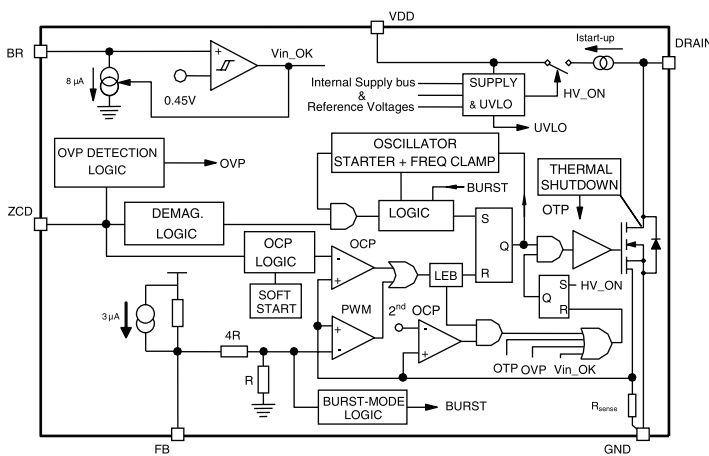 VDD
BR
DRAIN
Istart-up
Vin_OK
8 µA
0.45V
Internal Supply bus
&
Reference Voltages
SUPPLY
& UVLO
HV_ON
UVLO
OVP DETECTION
LOGIC
OVP
OSCILLATOR
STARTER + FREQ CLAMP
THERMAL
SHUTDOWN
BURST
OTP
ZCD
DEMAG.
LOGIC
LOGIC
S
Q
R
OCP
LOGIC
OCP
SOFT
START
LEB
S
HV_ON
Q
R
3 µA
PWM
2nd OCP
4R
R
OTP
OVP
Vin_OK
BURST-MODE
LOGIC
BURST
Rsense
FB
GND
+
-
-
+
+
-
-
+